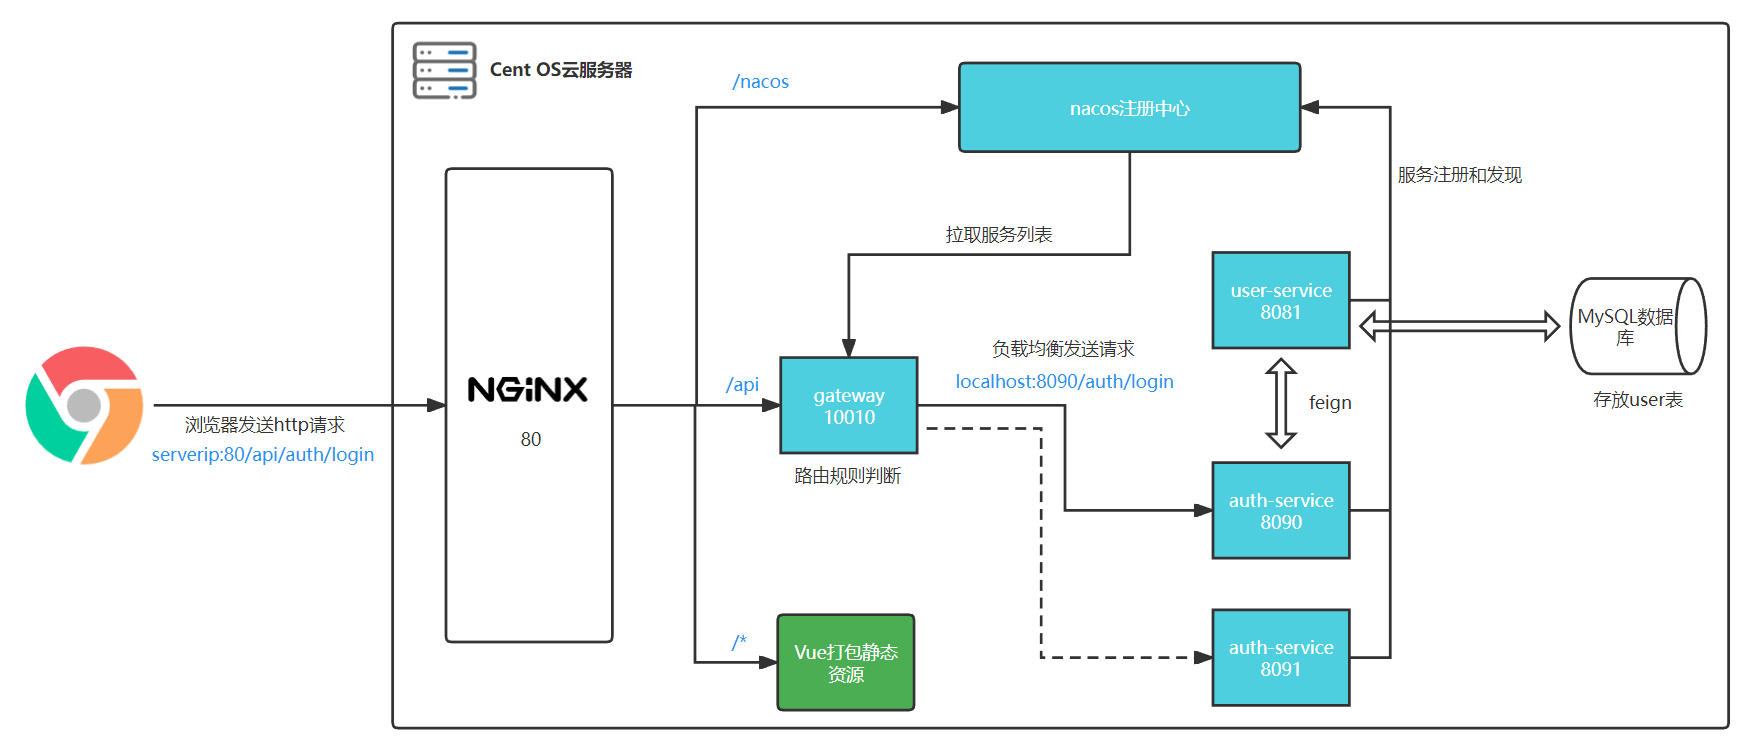 Cent OS云服务器
/nacos
nacos注册中心
服务注册和发现
拉取服务列表
user-service
8081
MySQL数据
库
存放user表
负载均衡发送请求
localhost:8090/auth/login
/api
gateway
10010
路由规则判断
feign
NGiNX
80
浏览器发送http请求
serverip:80/api/auth/login
auth-service
8090
/*
Vue打包静态
资源
auth-service
8091